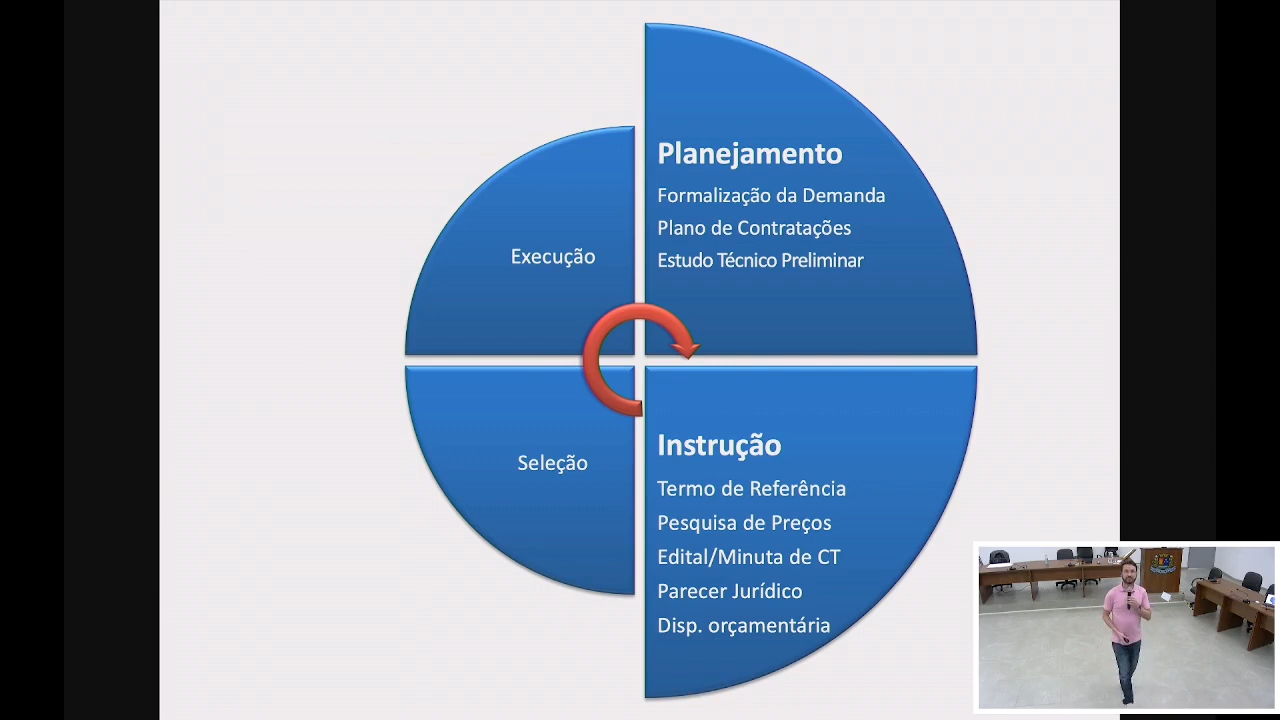 Planejamento
Formalização da Demanda
Plano de Contratações
Estudo Técnico Preliminar
Execução
Instrução
Termo de Referência
Pesquisa de Preços
Edital/Minuta de CT
Parecer Jurídico
Disp. orçamentária
Seleção